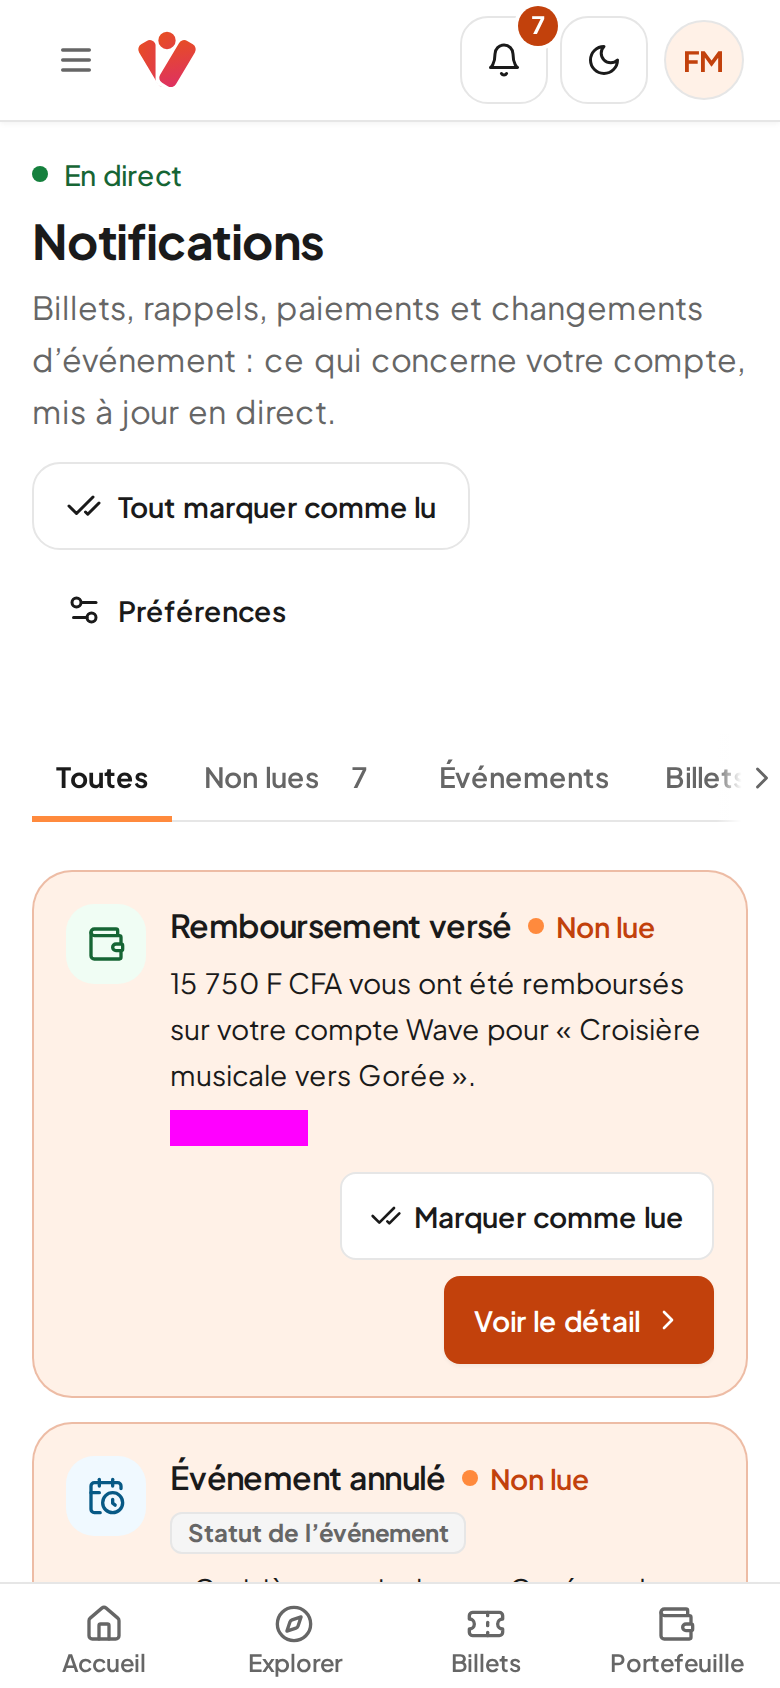 7
FM
En direct
Notifications
Billets, rappels, paiements et changements
d’événement : ce qui concerne votre compte,
mis à jour en direct.
Tout marquer comme lu
Préférences
Toutes Non lues 7 Événements Billets
Remboursement versé Non lue
15 750 F CFA vous ont été remboursés
sur votre compte Wave pour « Croisière
musicale vers Gorée ».
Marquer comme lue
Voir le détail
Événement annulé Non lue
Statut de l’événement
Accueil Explorer Billets Portefeuille